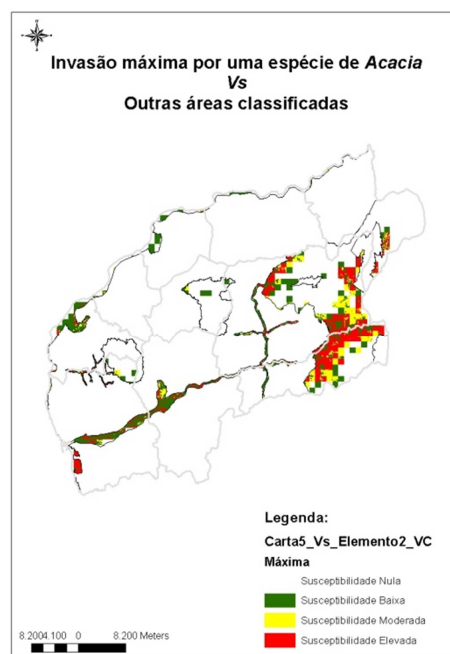 Invasão máxima por uma espécie de Acacia
Vs
Outras áreas classificadas
Legenda:
Carta5_Vs_Elemento2_VC
Máxima
Susceptibilidade Nula
Susceptibilidade Baixa
Susceptibilidade Moderada
Susceptibilidade Elevada
8.2004.100 0 8.200 Meters